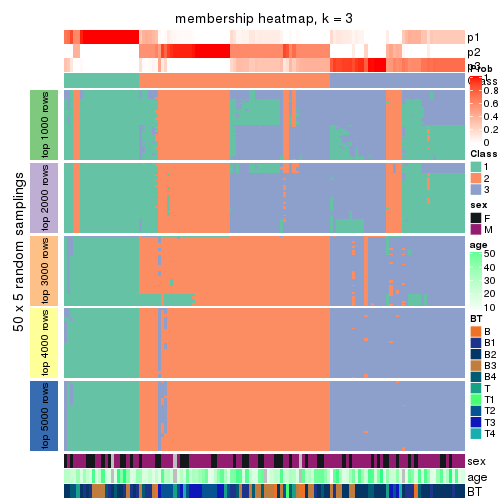 membership heatmap, k = 3
p1
p2
p3
Class
50 x 5 random samplings
top 1000 rows
top 2000 rows
top 3000 rows
top 4000 rows
top 5000 rows
sex
age
BT
Prob
1
0.8
0.6
0.4
0.2
0
Class
1
2
3
sex
F
M
age
50
40
30
20
10
BT
B
B1
B2
B3
B4
T
T1
T2
T3
T4